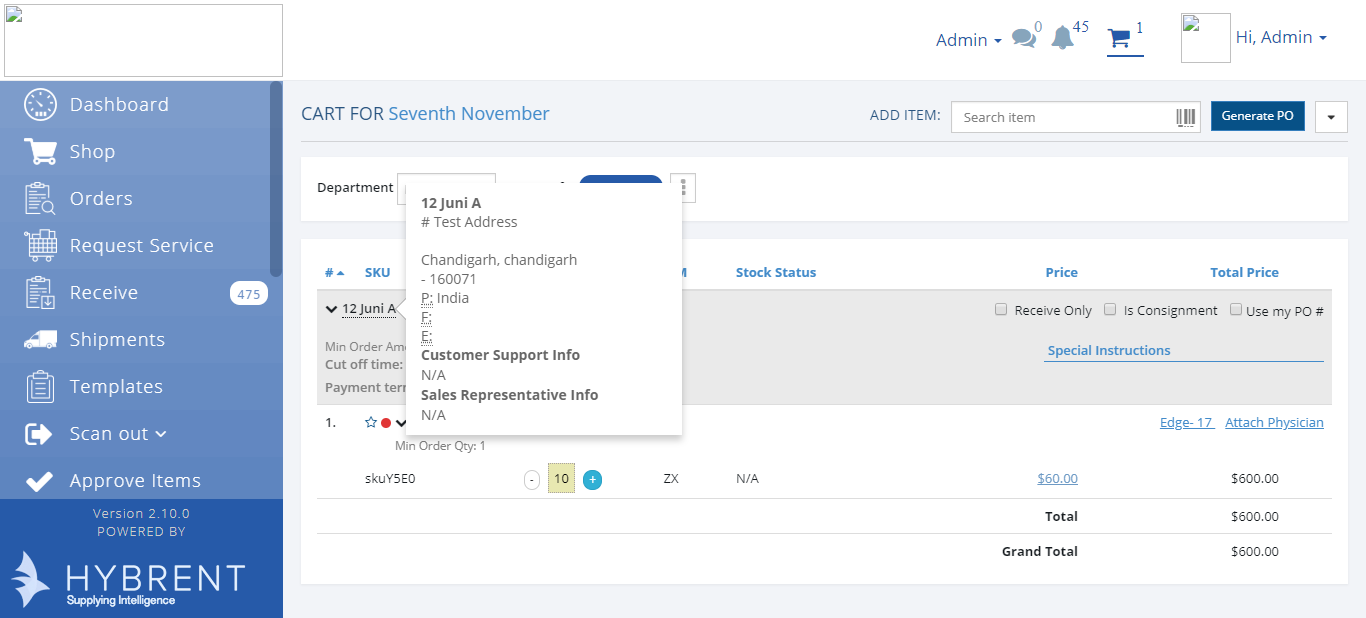 Admin
0
45
1
Hi, Admin
Dashboard
Shop
Orders
Request Service
Receive 475
Shipments
Templates
Scan out
Approve Items
Version 2.10.0
POWERED BY
HYBRENT
Supplying Intelligence
CART FOR Seventh November
ADD ITEM: Search item Generate PO
Department
12 Juni A
# Test Address
Chandigarh, chandigarh
- 160071
P: India
F:
E:
Customer Support Info
N/A
Sales Representative Info
N/A
# SKU M Stock Status Price Total Price
12 Juni A Receive Only Is Consignment Use my PO #
Min Order
Cut off time:
Payment
Special Instructions
1. Edge- 17 Attach Physician
Min Order Qty: 1
skuY5E0 - 10 + ZX N/A $60.00 $600.00
Total $600.00
Grand Total $600.00